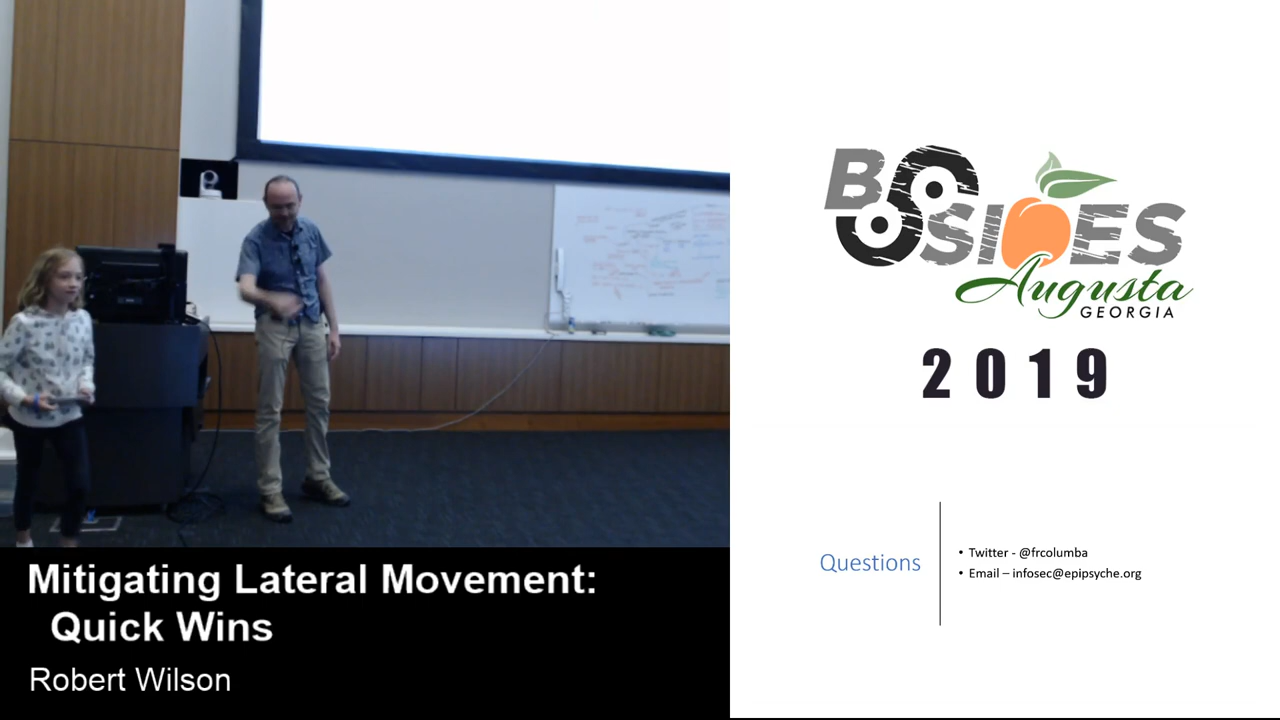 BSIDES
Augusta
GEORGIA
2019
Questions
• Twitter - @frcolumba
• Email – infosec@epipsyche.org
Mitigating Lateral Movement:
Quick Wins
Robert Wilson